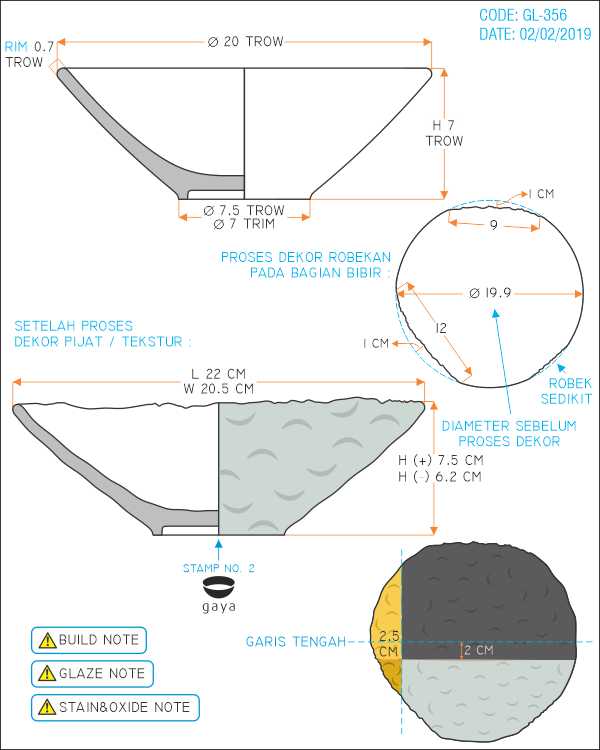 CODE: GL-356
DATE: 02/02/2019
RIM 0.7
TROW
Ø 20 TROW
H 7
TROW
Ø 7.5 TROW
Ø 7 TRIM
PROSES DEKOR ROBEKAN
PADA BAGIAN BIBIR :
1 CM
9
Ø 19.9
12
1 CM
ROBEK
SEDIKIT
DIAMETER SEBELUM
PROSES DEKOR
SETELAH PROSES
DEKOR PIJAT / TEKSTUR :
L 22 CM
W 20.5 CM
H (+) 7.5 CM
H (-) 6.2 CM
STAMP NO. 2
gaya
GARIS TENGAH
2.5
CM
2 CM
BUILD NOTE
GLAZE NOTE
STAIN&OXIDE NOTE